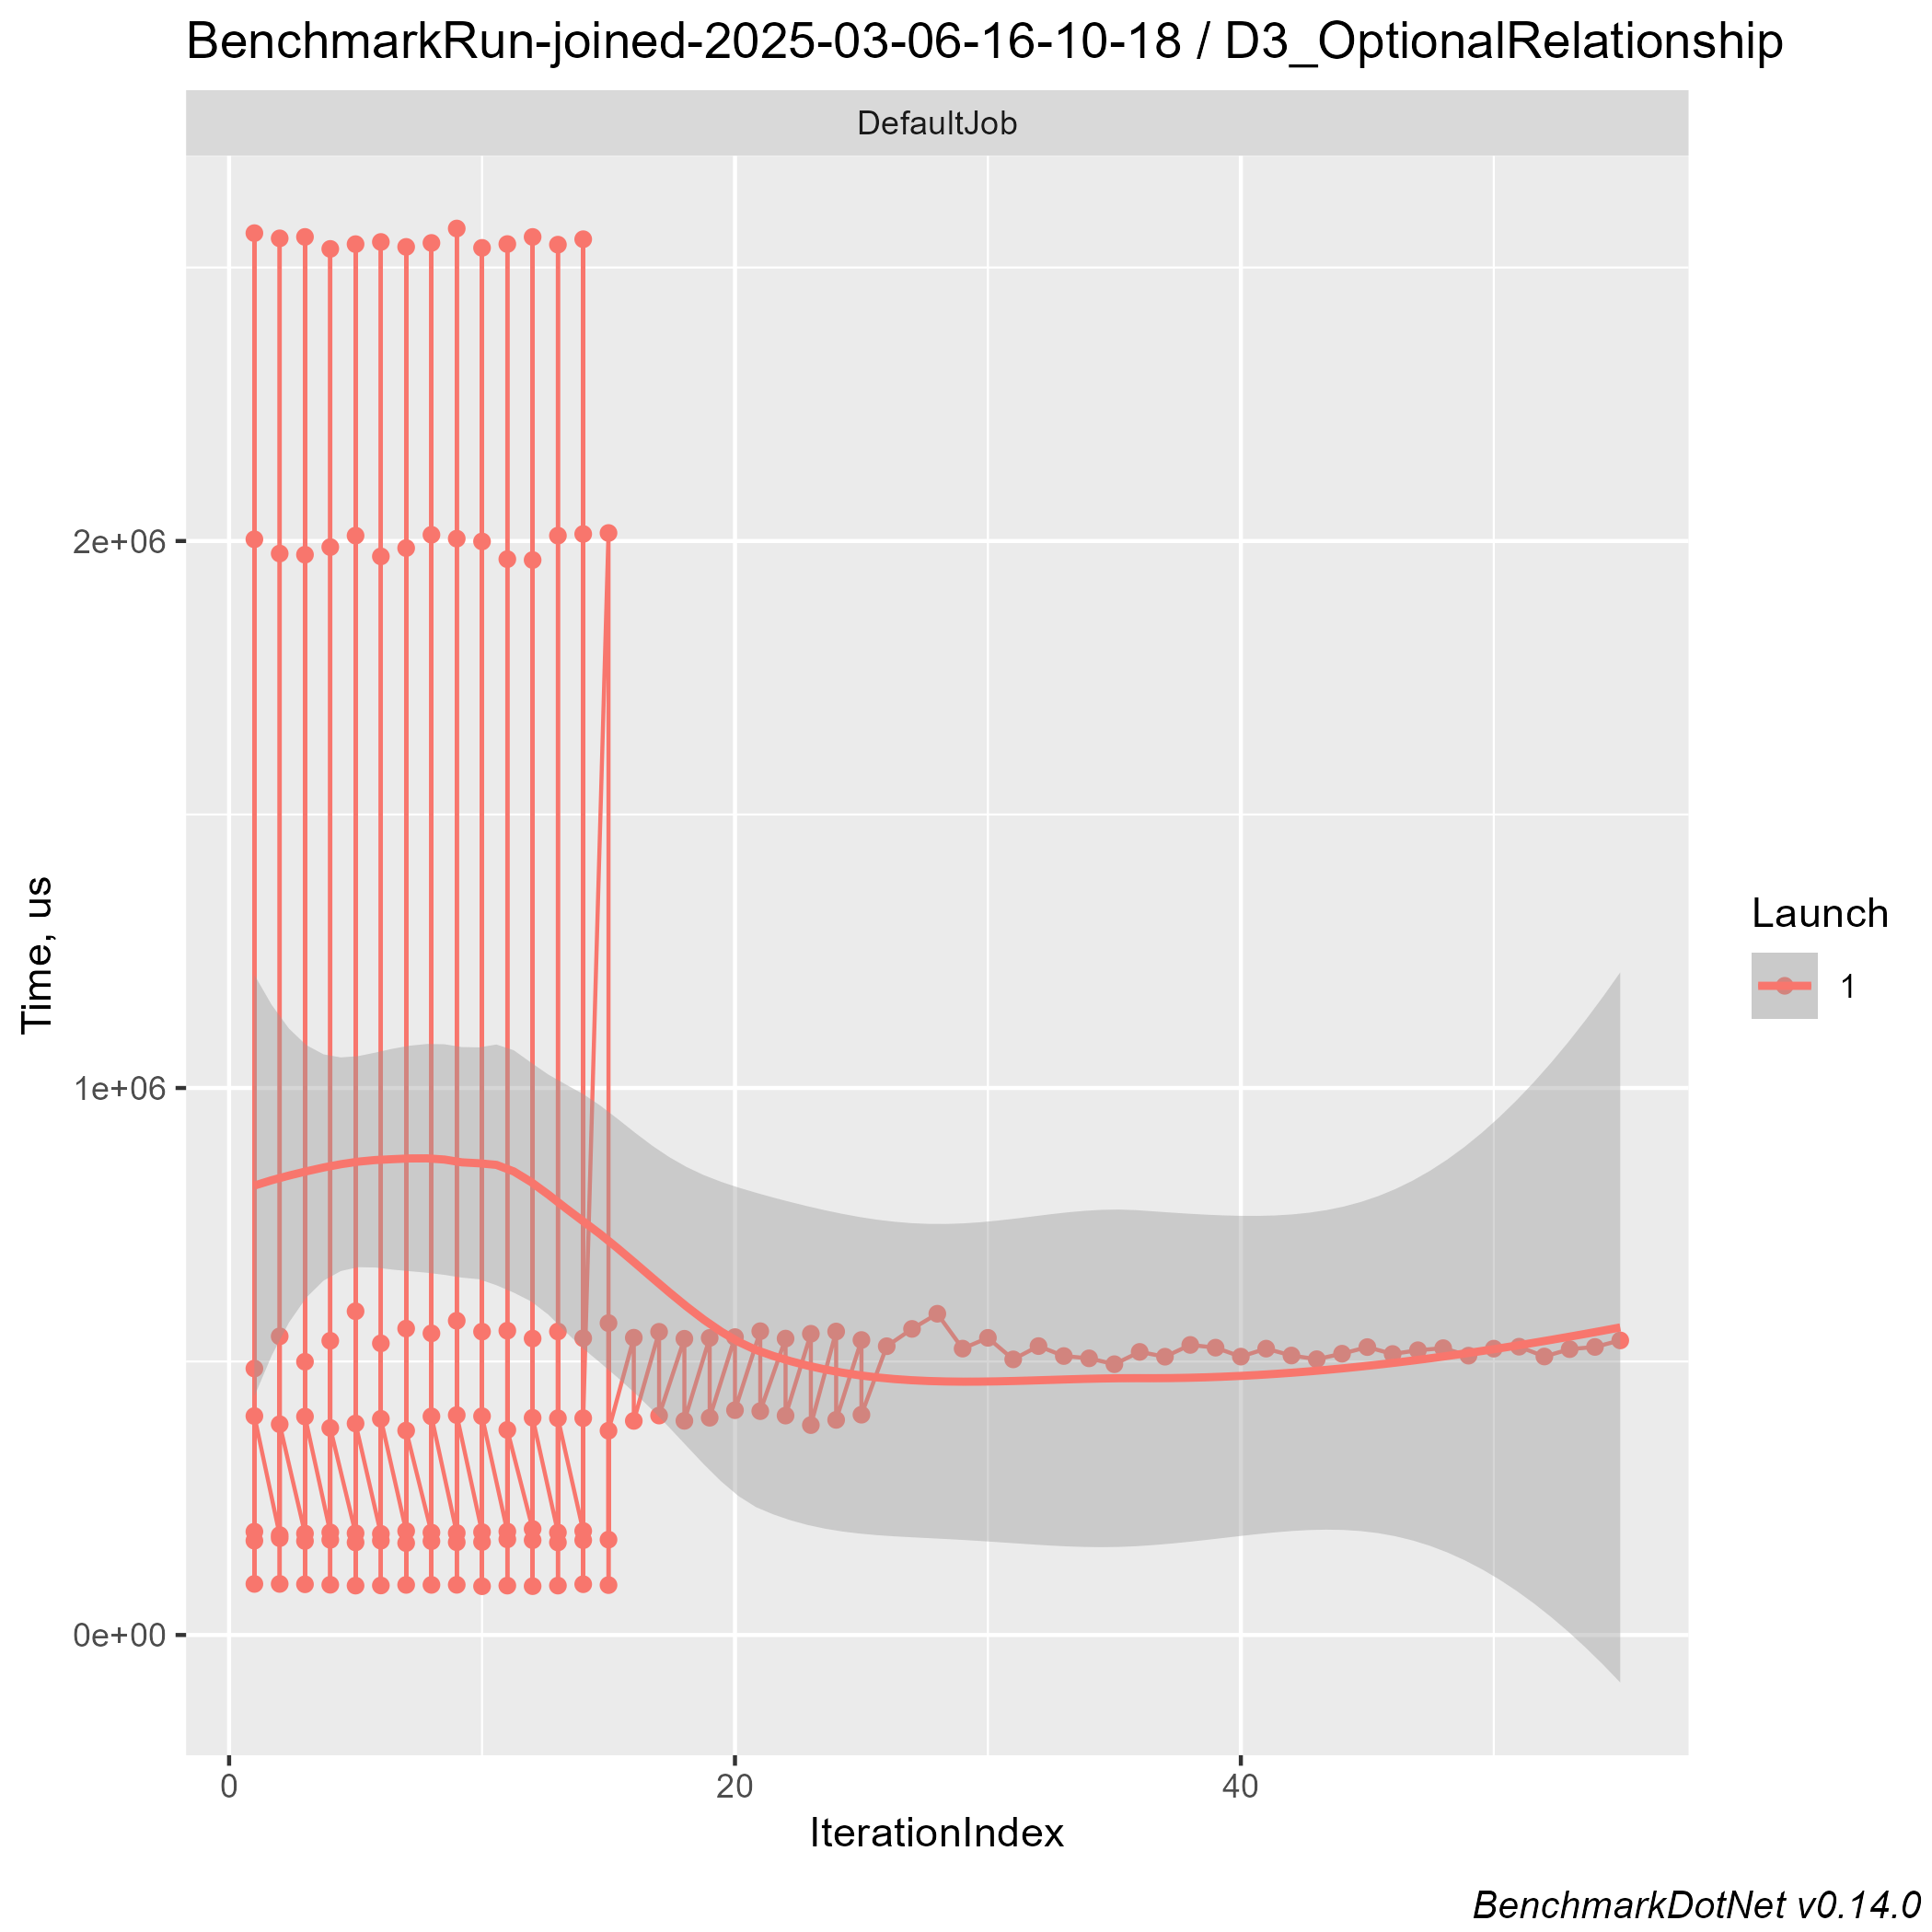 BenchmarkRun-joined-2025-03-06-16-10-18 / D3_OptionalRelationship
DefaultJob
Time, us
2e+06
1e+06
0e+00
0
20
40
IterationIndex
Launch
1
BenchmarkDotNet v0.14.0